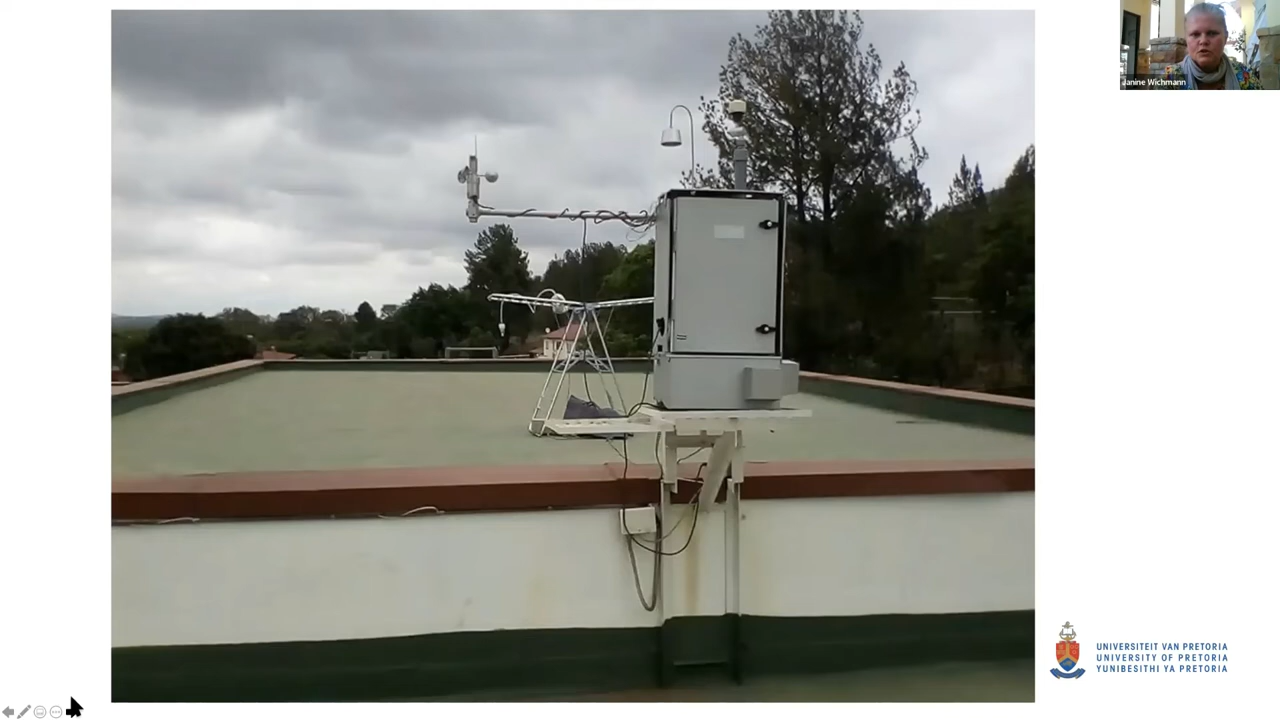 Janine Wichmann
UNIVERSITEIT VAN PRETORIA
UNIVERSITY OF PRETORIA
YUNIBESITHI YA PRETORIA